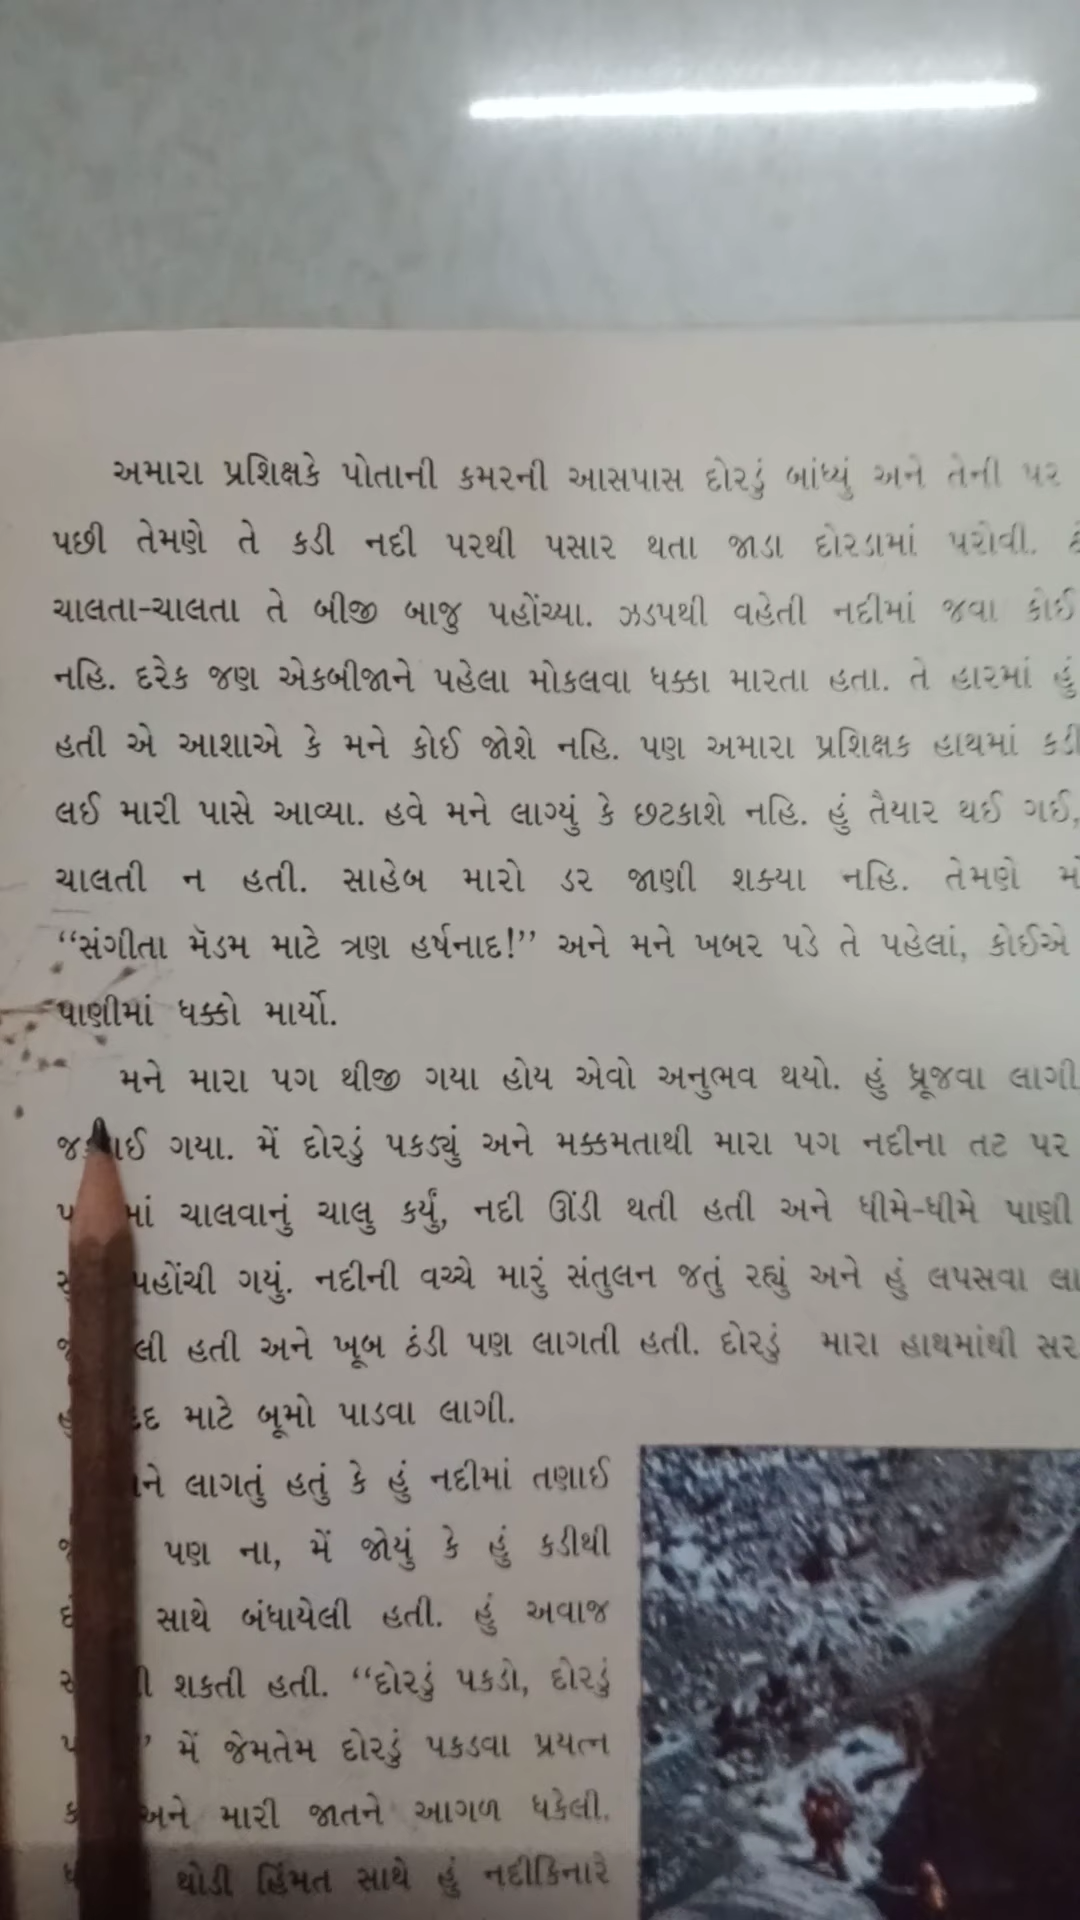 અમારા પ્રશિક્ષકે પોતાની કમરની આસપાસ દોરડું બાંધ્યું અને તેની પર
પછી તેમણે તે કડી નદી પરથી પસાર થતા જાડા દોરડામાં પરોવી.
ચાલતા-ચાલતા તે બીજી બાજુ પહોંચ્યા. ઝડપથી વહેતી નદીમાં જવા કોઈ
નહિ. દરેક જણ એકબીજાને પહેલા મોકલવા ધક્કા મારતા હતા. તે હારમાં હું
હતી એ આશાએ કે મને કોઈ જોશે નહિ. પણ અમારા પ્રશિક્ષક હાથમાં કડી
લઈ મારી પાસે આવ્યા. હવે મને લાગ્યું કે છટકાશે નહિ. હું તૈયાર થઈ ગઈ,
ચાલતી ન હતી. સાહેબ મારો ડર જાણી શક્યા નહિ. તેમણે
“સંગીતા મૅડમ માટે ત્રણ હર્ષનાદ!” અને મને ખબર પડે તે પહેલાં, કોઈએ
પાણીમાં ધક્કો માર્યો.
મને મારા પગ થીજી ગયા હોય એવો અનુભવ થયો. હું ધ્રૂજવા લાગી
ગયા. મેં દોરડું પકડ્યું અને મક્કમતાથી મારા પગ નદીના તટ પર
ચાલવાનું ચાલુ કર્યું, નદી ઊંડી થતી હતી અને ધીમે-ધીમે પાણી
પહોંચી ગયું. નદીની વચ્ચે મારું સંતુલન જતું રહ્યું અને હું લપસવા
હતી અને ખૂબ ઠંડી પણ લાગતી હતી. દોરડું મારા હાથમાંથી
માટે બૂમો પાડવા લાગી.
લાગતું હતું કે હું નદીમાં તણાઈ
પણ ના, મેં જોયું કે હું કડીથી
સાથે બંધાયેલી હતી. હું અવાજ
શકતી હતી. “દોરડું પકડો, દોરડું
મેં જેમતેમ દોરડું પકડવા પ્રયત્ન
અને મારી જાતને આગળ ધકેલી.
થોડી હિંમત સાથે હું નદીકિનારે